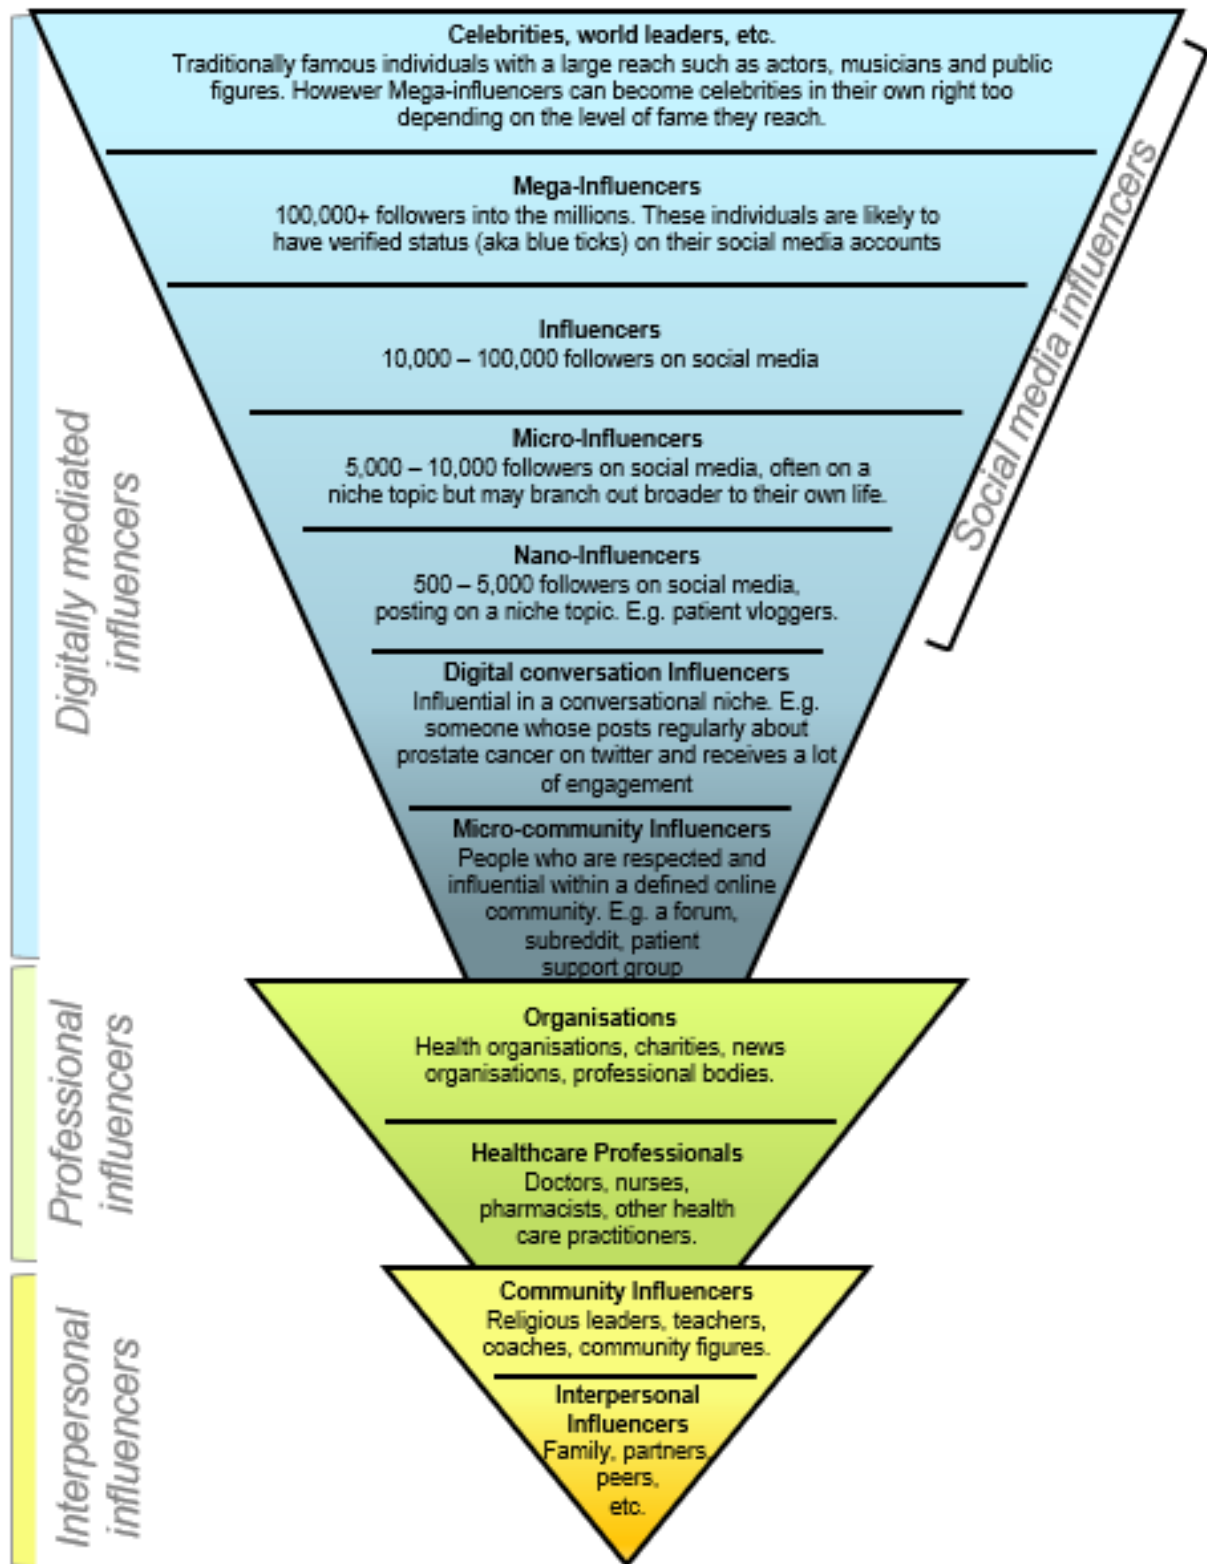 Celebrities, world leaders, etc.
Traditionally famous individuals with a large reach such as actors, musicians and public
figures. However Mega-influencers can become celebrities in their own right too
depending on the level of fame they reach.
Mega-Influencers
100,000+ followers into the millions. These individuals are likely to
have verified status (aka blue ticks) on their social media accounts
Influencers
10,000 – 100,000 followers on social media
Micro-Influencers
5,000 – 10,000 followers on social media, often on a
niche topic but may branch out broader to their own life.
Nano-Influencers
500 – 5,000 followers on social media,
posting on a niche topic. E.g. patient vloggers.
Social media influencers
Digital conversation Influencers
Influential in a conversational niche. E.g.
someone whose posts regularly about
prostate cancer on twitter and receives a lot
of engagement
Micro-community Influencers
People who are respected and
influential within a defined online
community. E.g. a forum,
subreddit, patient
support group
Digitally mediated
influencers
Organisations
Health organisations, charities, news
organisations, professional bodies.
Healthcare Professionals
Doctors, nurses,
pharmacists, other health
care practitioners.
Professional
influencers
Community Influencers
Religious leaders, teachers,
coaches, community figures.
Interpersonal
Influencers
Family, partners,
peers,
etc.
Interpersonal
influencers